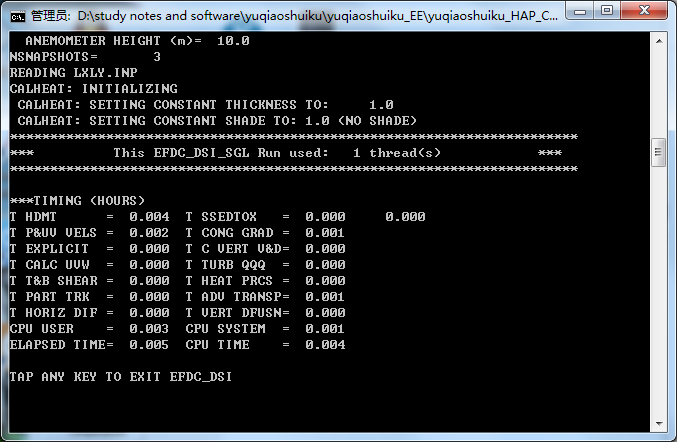 管理员: D:\study notes and software\yuqiaoshuiku\yuqiaoshuiku_EE\yuqiaoshuiku_HAP_C...
ANEMOMETER HEIGHT (m)=  10.0
NSNAPSHOTS=       3
READING LXLY.INP
CALHEAT: INITIALIZING
CALHEAT: SETTING CONSTANT THICKNESS TO:     1.0
CALHEAT: SETTING CONSTANT SHADE TO: 1.0 (NO SHADE)
***********************************************************************
***          This EFDC_DSI_SGL Run used:   1 thread(s)            ***
***********************************************************************
***TIMING (HOURS)
T HDMT      =  0.004  T SSEDTOX   =  0.000     0.000
T P&UV VELS =  0.002  T CONG GRAD =  0.001
T EXPLICIT  =  0.000  T C VERT V&D=  0.000
T CALC UVW  =  0.000  T TURB QQQ  =  0.000
T T&B SHEAR =  0.000  T HEAT PRCS =  0.000
T PART TRK  =  0.000  T ADV TRANSP=  0.001
T HORIZ DIF =  0.000  T VERT DFUSN=  0.000
CPU USER    =  0.003  CPU SYSTEM  =  0.001
ELAPSED TIME=  0.005  CPU TIME    =  0.004
TAP ANY KEY TO EXIT EFDC_DSI